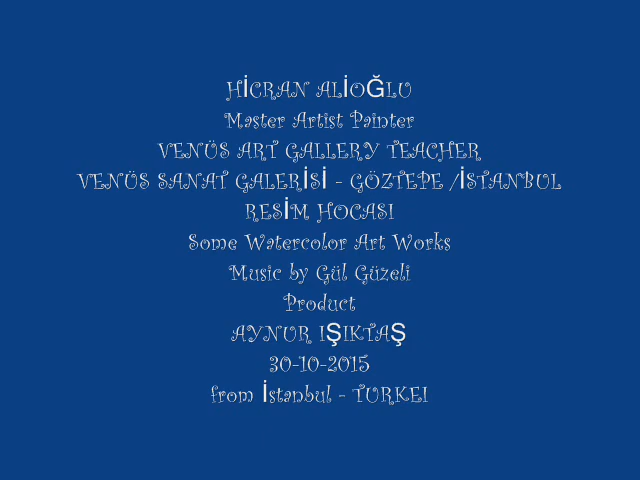 HİCRAN ALİOĞLU
Master Artist Painter
VENÜS ART GALLERY TEACHER
VENÜS SANAT GALERİSİ - GÖZTEPE /İSTANBUL
RESİM HOCASI
Some Watercolor Art Works
Music by Gül Güzeli
Product
AYNUR IŞIKTAŞ
30-10-2015
from İstanbul - TURKEI